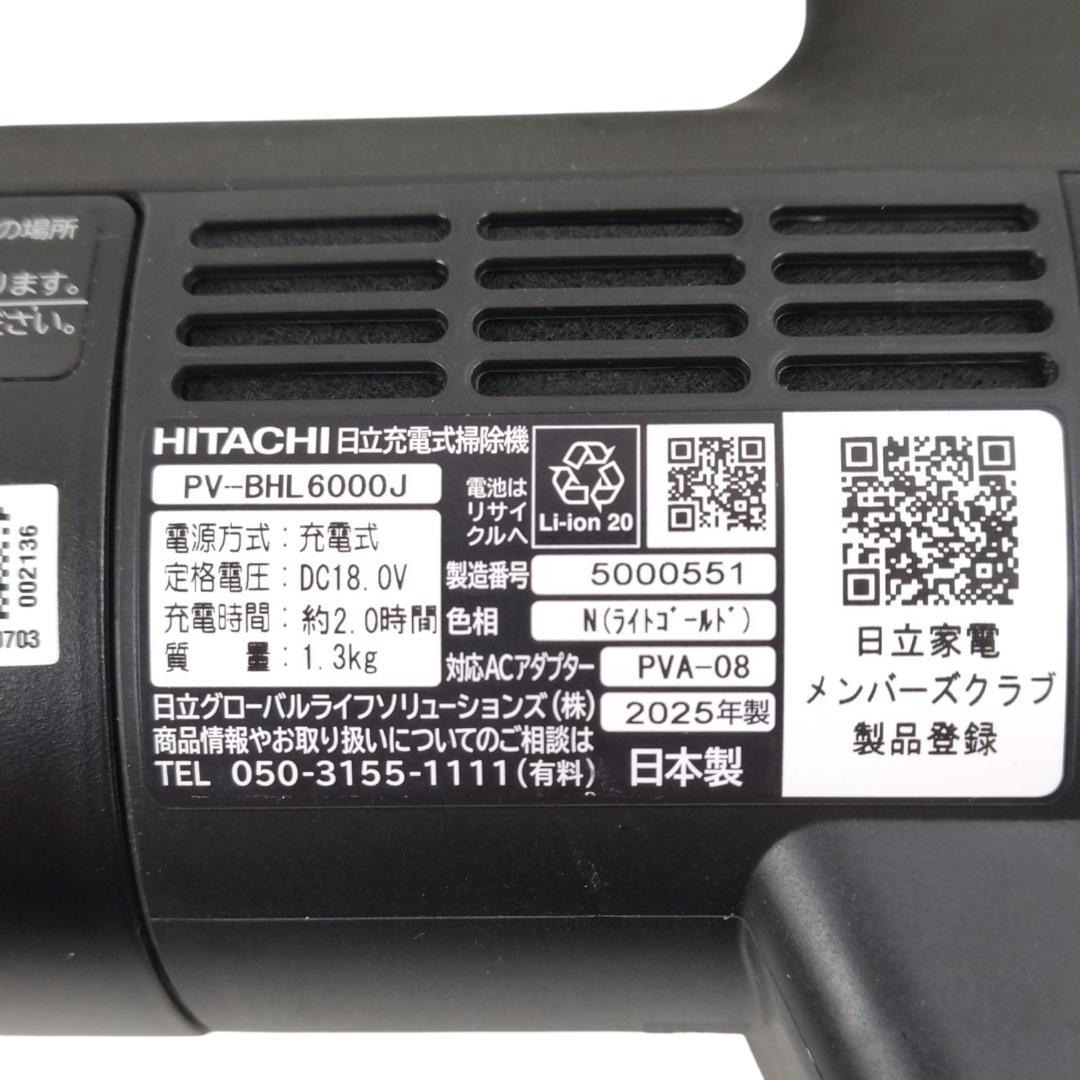 の場所
ります。
ださい。
HITACHI 日立充電式掃除機
PV-BHL6000J
電池は
リサイ
クルへ
Li-ion 20
電源方式：充電式
定格電圧：DC18.0V
充電時間：約2.0時間
質　量：1.3kg
製造番号 5000551
色相 N(ライトゴールド)
対応ACアダプター PVA-08
日立グローバルライフソリューションズ(株) 2025年製
商品情報やお取り扱いについてのご相談は
TEL 050-3155-1111(有料) 日本製
日立家電
メンバーズクラブ
製品登録
002136